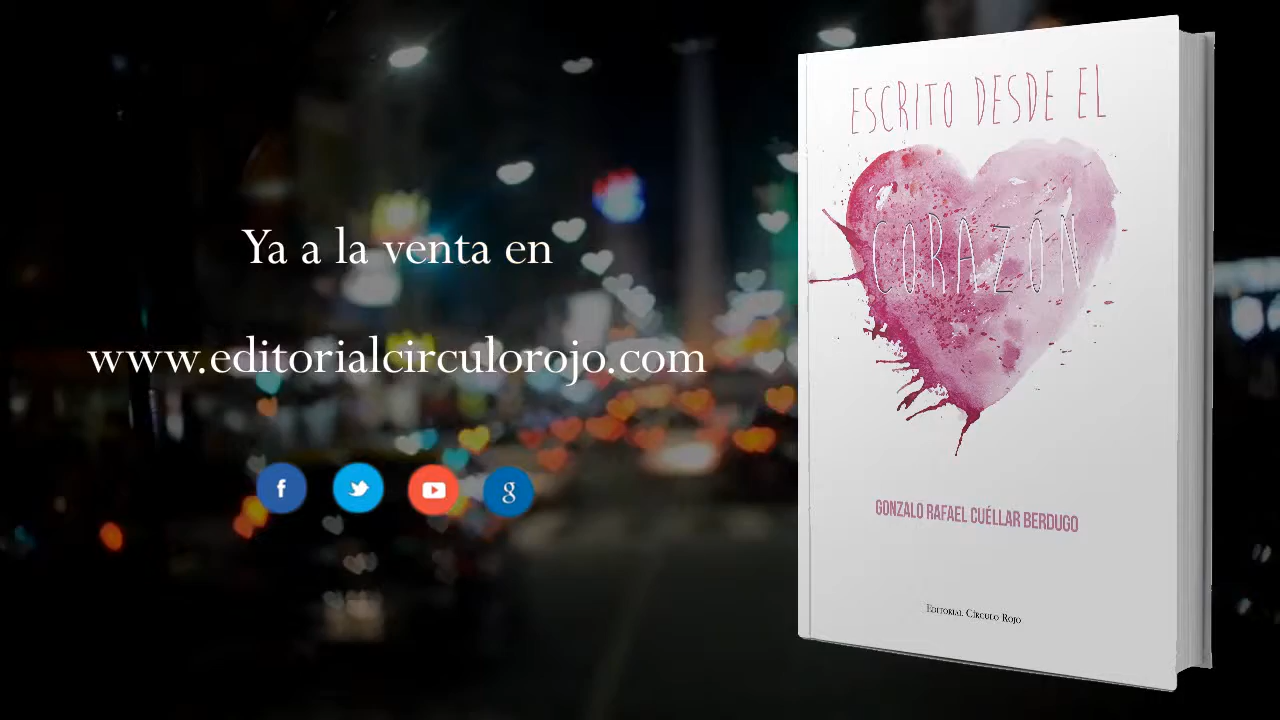 Ya a la venta en
www.editorialcirculorojo.com
f
g
ESCRITO DESDE EL
CORAZÓN
GONZALO RAFAEL CUÉLLAR BERDUGO
Editorial Círculo Rojo